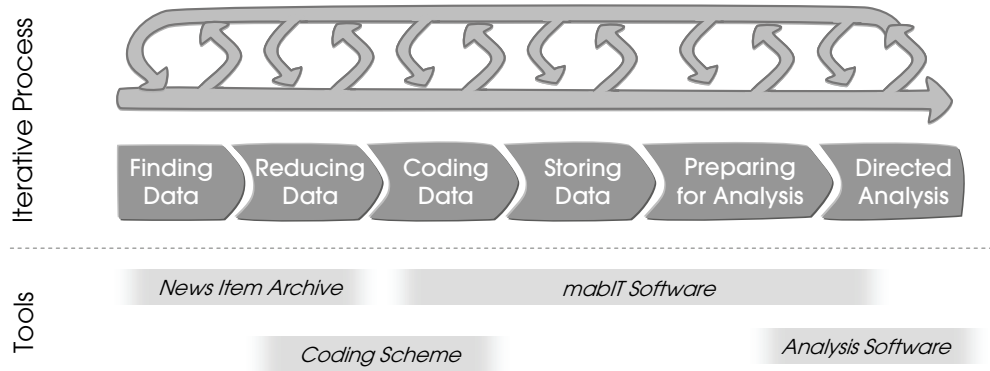 Iterative Process
Finding
Data
Reducing
Data
Coding
Data
Storing
Data
Preparing
for Analysis
Directed
Analysis
Tools
News Item Archive
mabIT Software
Coding Scheme
Analysis Software